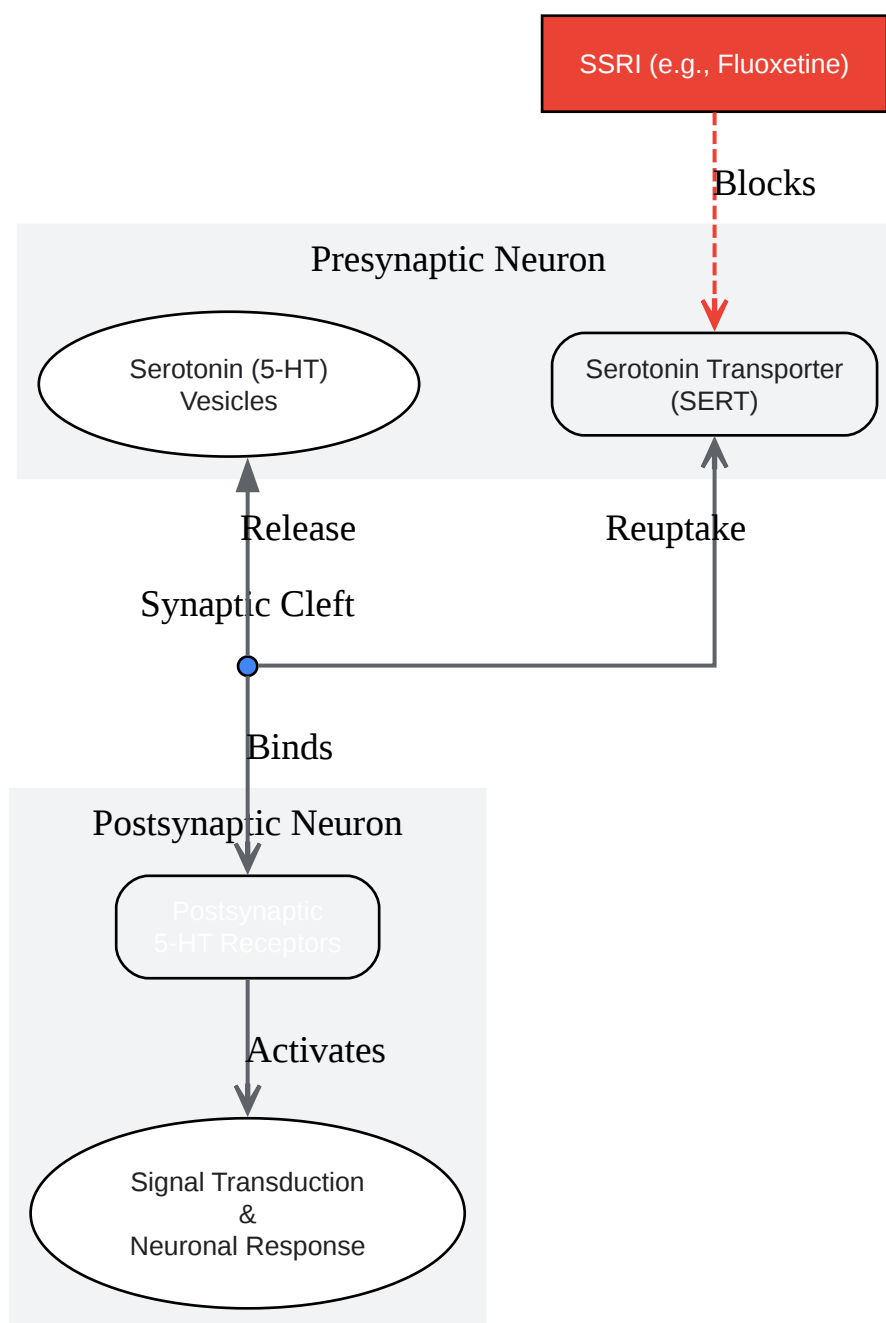 SSRI (e.g., Fluoxetine)
Blocks
Presynaptic Neuron
Serotonin (5-HT)
Vesicles
Serotonin Transporter
(SERT)
Release
Reuptake
Synaptic Cleft
Binds
Postsynaptic Neuron
Postsynaptic
5-HT Receptors
Activates
Signal Transduction
&
Neuronal Response